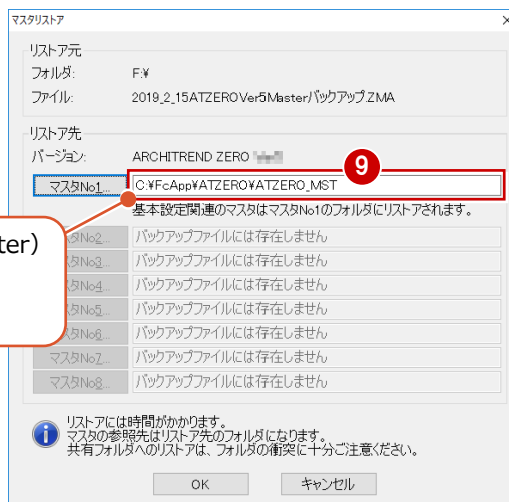 マスタリストア
リストア元
フォルダ: F:¥
ファイル: 2019_2_15ATZEROVer5Masterバックアップ.ZMA
リストア先
バージョン: ARCHITREND ZERO
9
マスタNo1... C:¥FcApp¥ATZERO¥ATZERO_MST
基本設定関連のマスタはマスタNo1のフォルダにリストアされます。
ter)
スタNo2... バックアップファイルには存在しません
スタNo3... バックアップファイルには存在しません
スタNo4... バックアップファイルには存在しません
スタNo5... バックアップファイルには存在しません
スタNo6... バックアップファイルには存在しません
マスタNo7... バックアップファイルには存在しません
マスタNo8... バックアップファイルには存在しません
リストアには時間がかかります。
マスタの参照先はリストア先のフォルダになります。
共有フォルダへのリストアは、フォルダの衝突に十分ご注意ください。
OK キャンセル